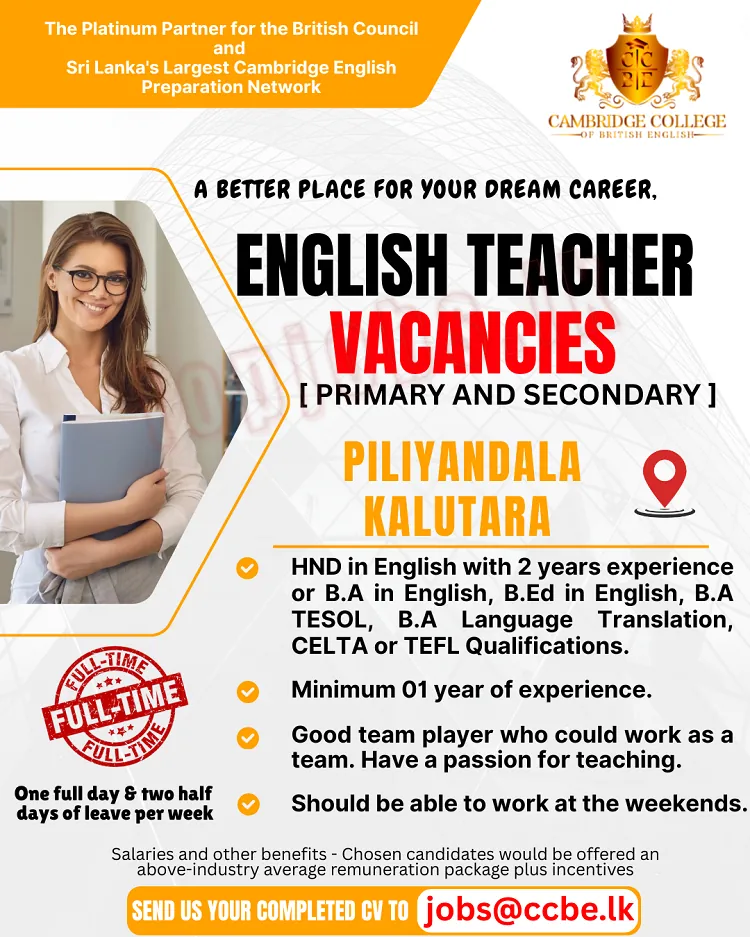 The Platinum Partner for the British Council
and
Sri Lanka's Largest Cambridge English
Preparation Network
C C
B E
CAMBRIDGE COLLEGE
OF BRITISH ENGLISH
A BETTER PLACE FOR YOUR DREAM CAREER,
ENGLISH TEACHER
VACANCIES
[ PRIMARY AND SECONDARY ]
PILIYANDALA
KALUTARA
HND in English with 2 years experience
or B.A in English, B.Ed in English, B.A
TESOL, B.A Language Translation,
CELTA or TEFL Qualifications.
Minimum 01 year of experience.
Good team player who could work as a
team. Have a passion for teaching.
Should be able to work at the weekends.
FULL-TIME
FULL-TIME
FULL-TIME
One full day & two half
days of leave per week
Salaries and other benefits - Chosen candidates would be offered an
above-industry average remuneration package plus incentives
SEND US YOUR COMPLETED CV TO jobs@ccbe.lk